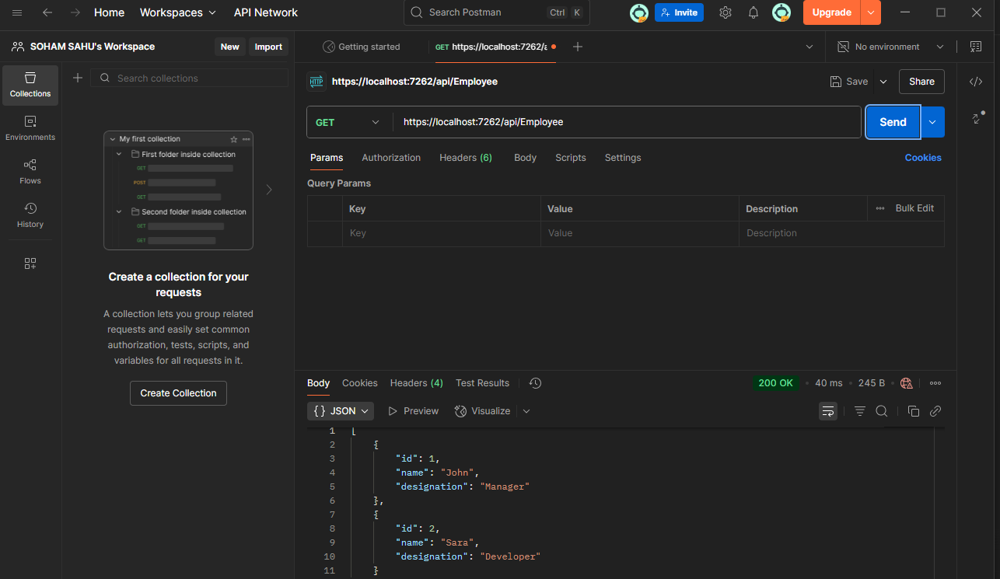 Home Workspaces API Network Search Postman Ctrl K Invite Upgrade
SOHAM SAHU's Workspace New Import
Getting started GET https://localhost:7262/a No environment
Collections
Environments
Flows
History
Search collections
My first collection
First folder inside collection
GET
POST
GET
Second folder inside collection
GET
GET
Create a collection for your
requests
A collection lets you group related
requests and easily set common
authorization, tests, scripts, and
variables for all requests in it.
Create Collection
HTTP https://localhost:7262/api/Employee Save Share
GET https://localhost:7262/api/Employee Send
Params Authorization Headers (6) Body Scripts Settings Cookies
Query Params
Key Value Description Bulk Edit
Key Value Description
Body Cookies Headers (4) Test Results 200 OK 40 ms 245 B
{} JSON Preview Visualize
1 [
2 {
3 "id": 1,
4 "name": "John",
5 "designation": "Manager"
6 },
7 {
8 "id": 2,
9 "name": "Sara",
10 "designation": "Developer"
11 }